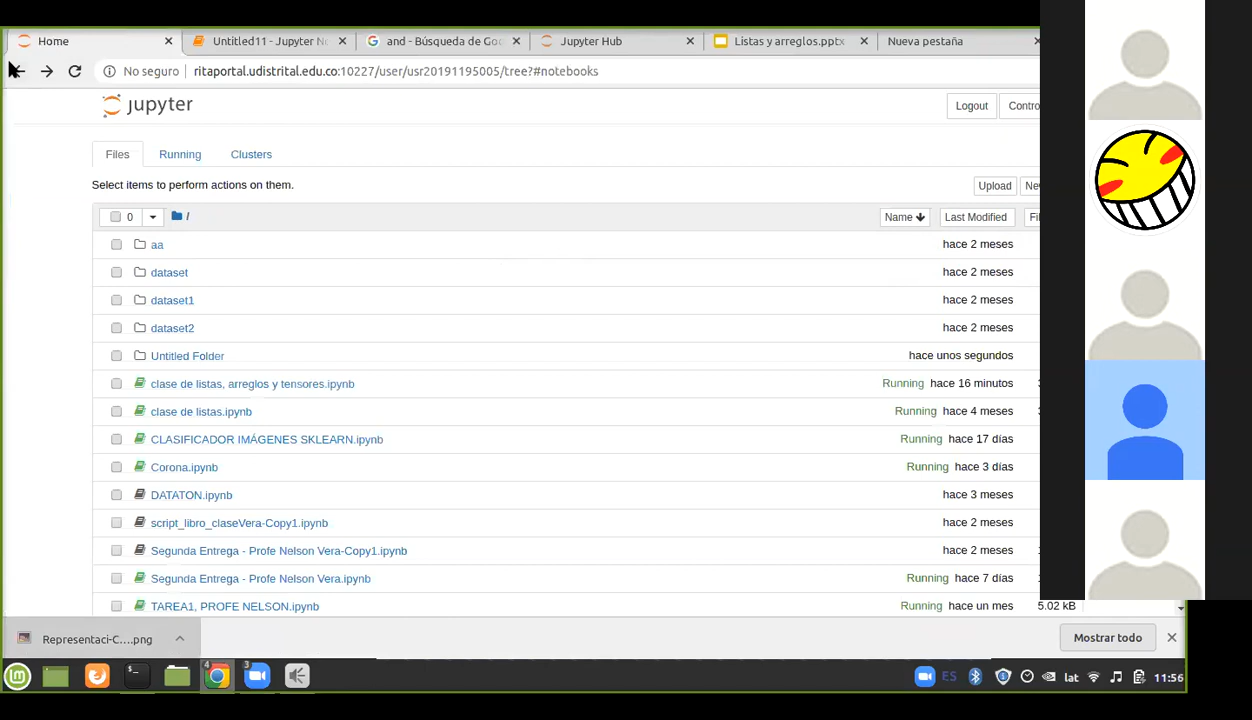 Home
Untitled11 - Jupyter No
and - Búsqueda de Goo
Jupyter Hub
Listas y arreglos.pptx
Nueva pestaña
No seguro
ritaportal.udistrital.edu.co:10227/user/usr20191195005/tree?#notebooks
jupyter
Logout
Contro
Files
Running
Clusters
Select items to perform actions on them.
Upload
Ne
0
/
Name
Last Modified
Fi
aa
hace 2 meses
dataset
hace 2 meses
dataset1
hace 2 meses
dataset2
hace 2 meses
Untitled Folder
hace unos segundos
clase de listas, arreglos y tensores.ipynb
Running hace 16 minutos
clase de listas.ipynb
Running hace 4 meses
CLASIFICADOR IMÁGENES SKLEARN.ipynb
Running hace 17 días
Corona.ipynb
Running hace 3 días
DATATON.ipynb
hace 3 meses
script_libro_claseVera-Copy1.ipynb
hace 2 meses
Segunda Entrega - Profe Nelson Vera-Copy1.ipynb
hace 2 meses
Segunda Entrega - Profe Nelson Vera.ipynb
Running hace 7 días
TAREA1, PROFE NELSON.ipynb
Running hace un mes 5.02 kB
Representaci-C....png
Mostrar todo
4
3
ES
lat
11:56